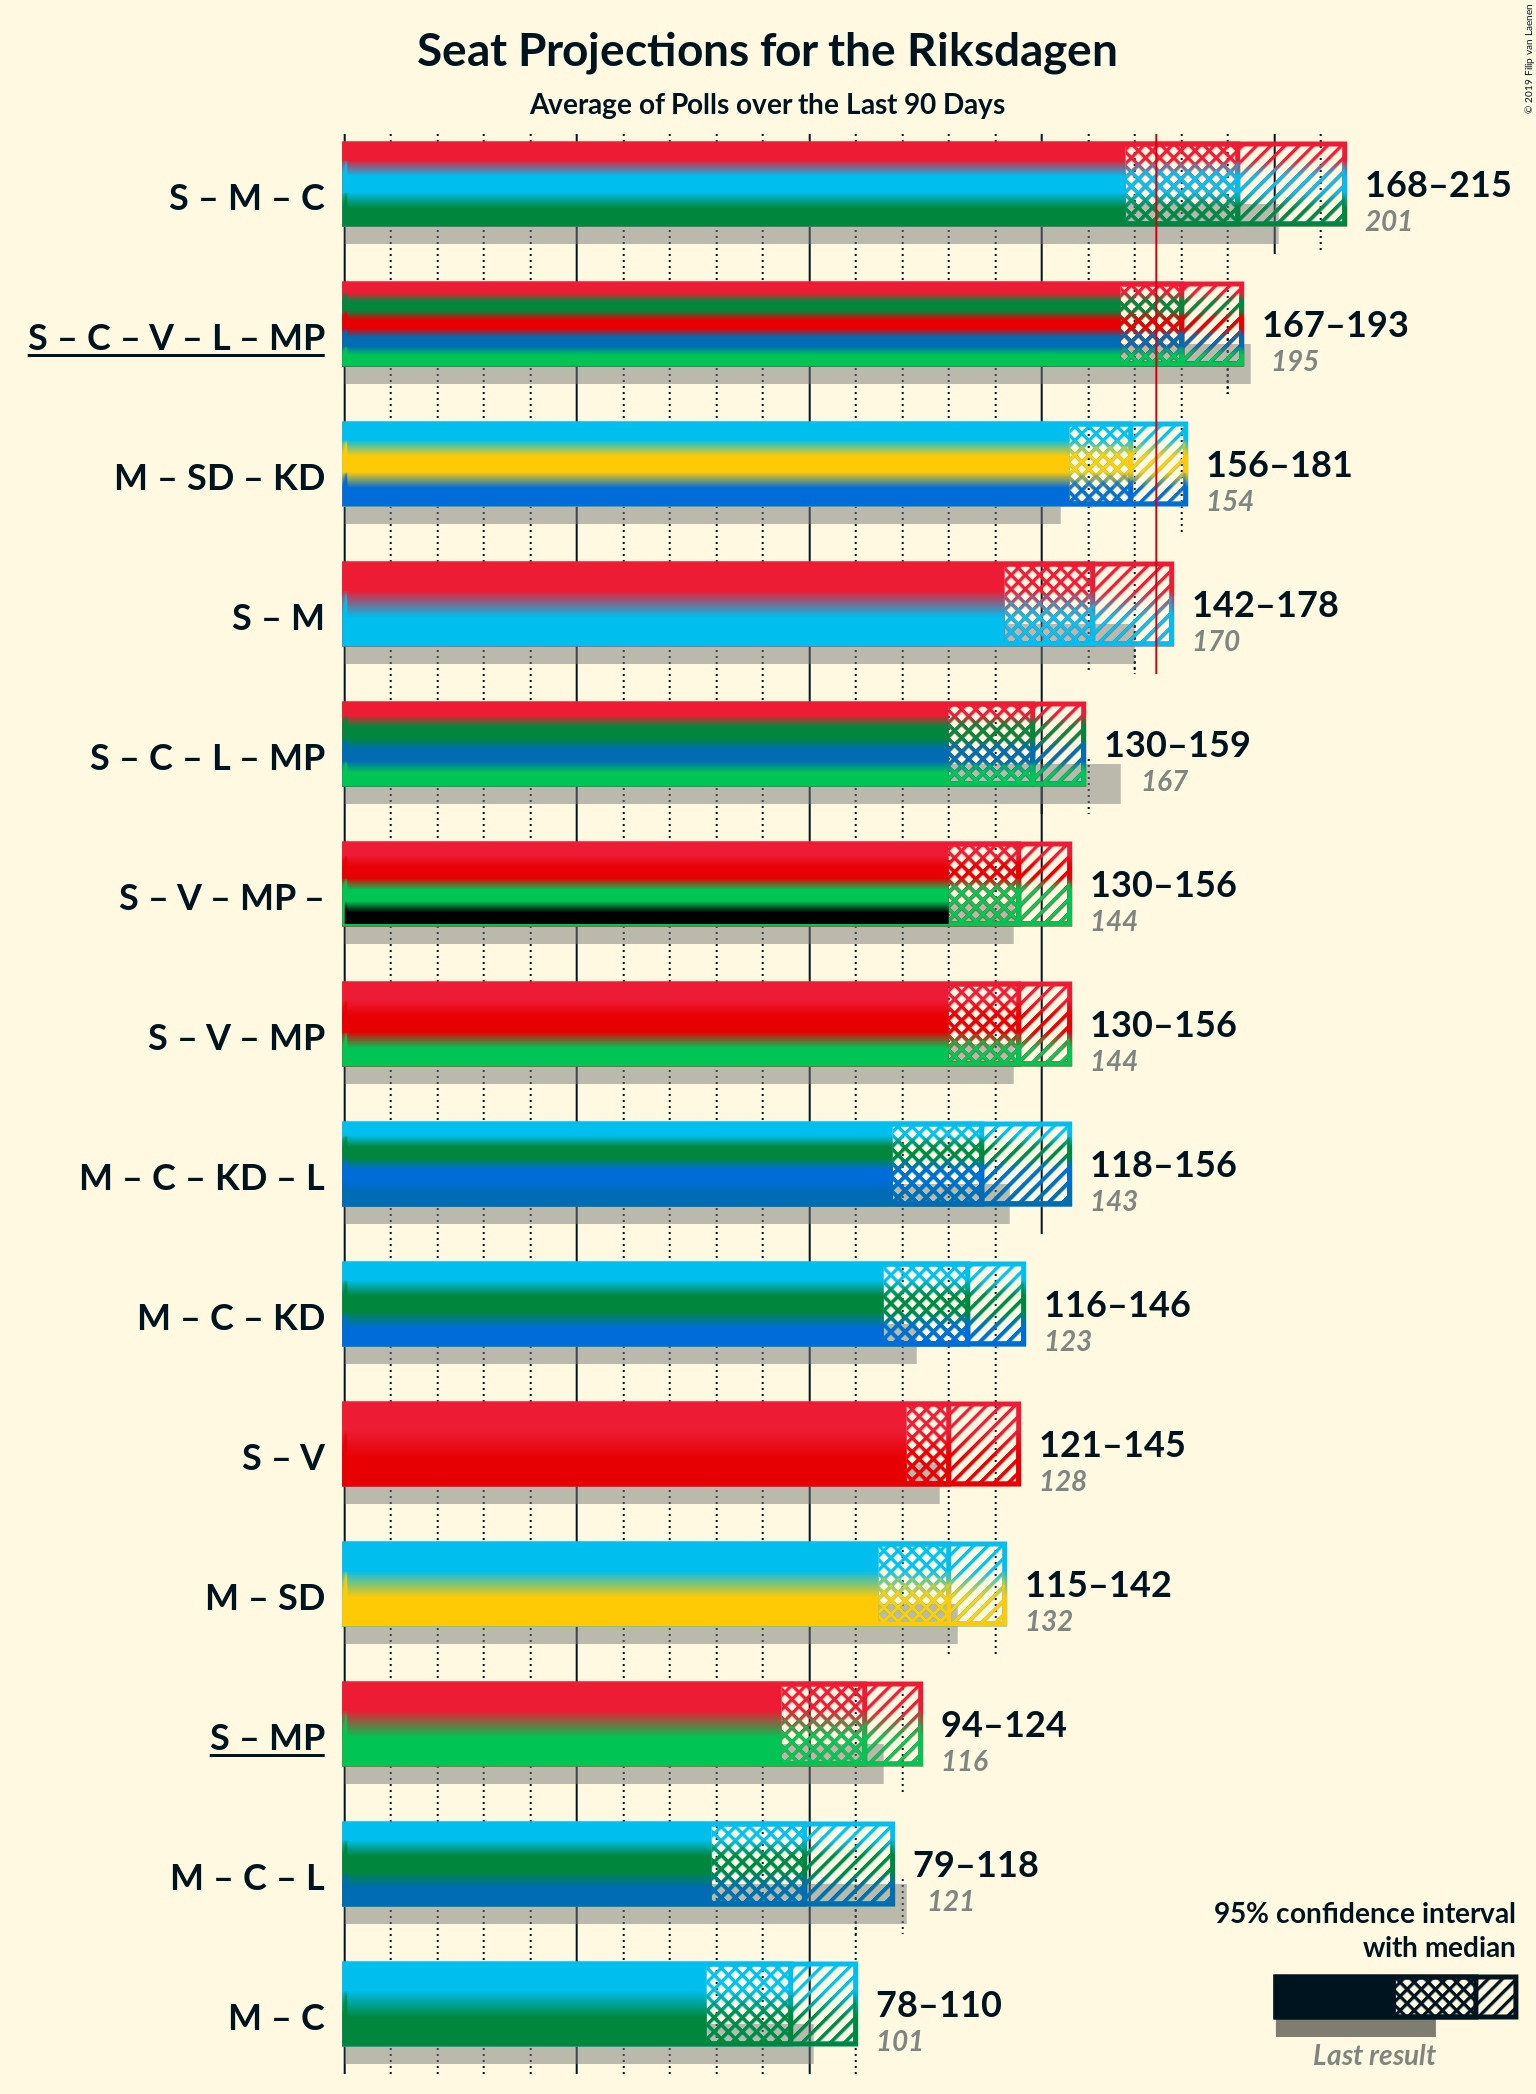 Seat Projections for the Riksdagen
Average of Polls over the Last 90 Days
© 2019 Filip van Laenen
S – M – C
168–215
201
S – C – V – L – MP
167–193
195
M – SD – KD
156–181
154
S – M
142–178
170
S – C – L – MP
130–159
167
S – V – MP –
130–156
144
S – V – MP
130–156
144
M – C – KD – L
118–156
143
M – C – KD
116–146
123
S – V
121–145
128
M – SD
115–142
132
S – MP
94–124
116
M – C – L
79–118
121
M – C
78–110
101
95% confidence interval
with median
Last result